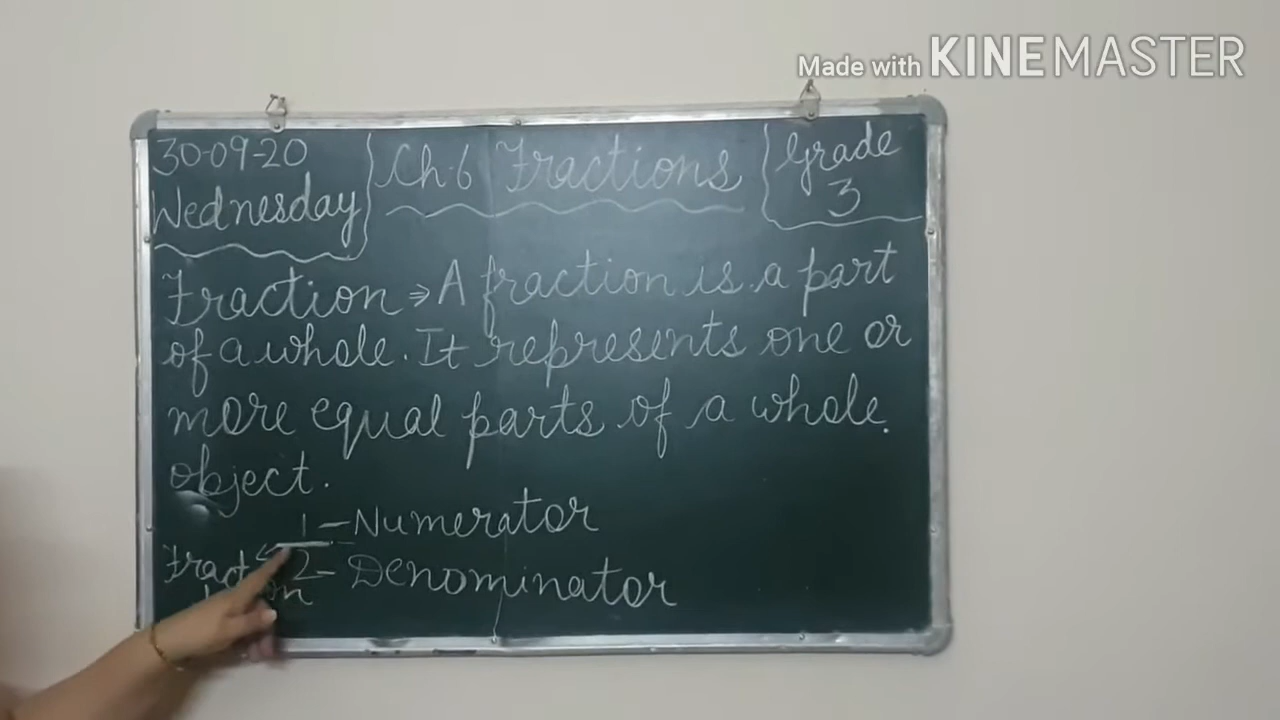 Made with KINEMASTER
30-09-20
Wednesday
Ch-6 Fractions
Grade
3
Fraction ⇒ A fraction is a part
of a whole. It represents one or
more equal parts of a whole.
object.
1 - Numerator
2 - Denominator